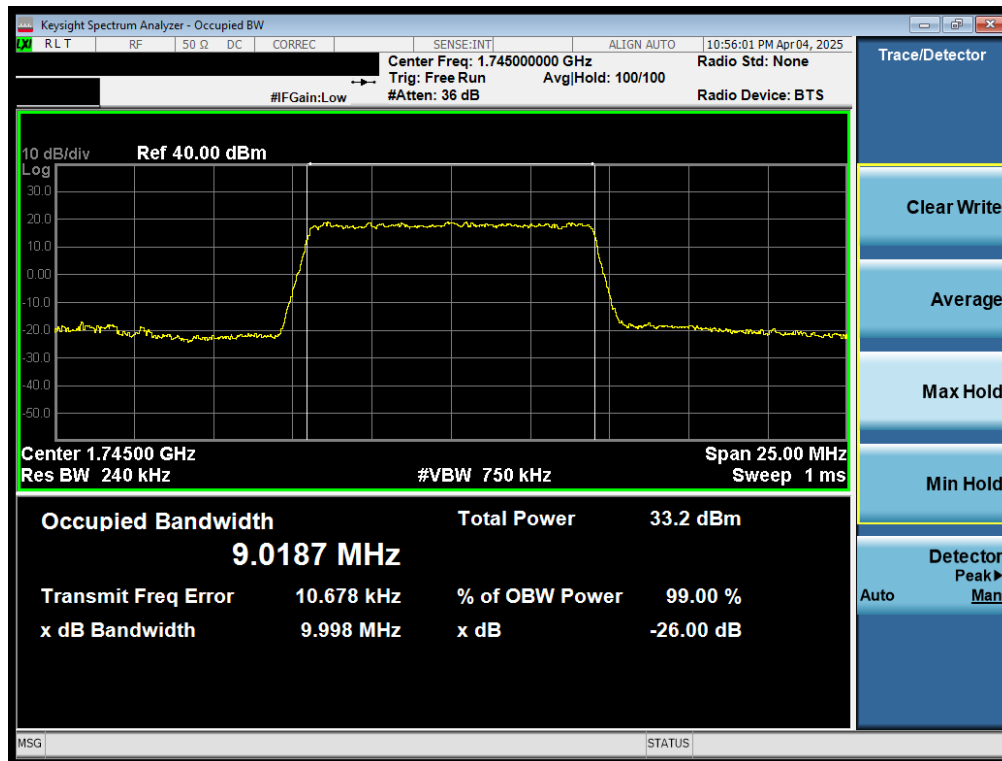 Keysight Spectrum Analyzer - Occupied BW
LXI RLT RF 50 Ω DC CORREC SENSE:INT ALIGN AUTO 10:56:01 PM Apr 04, 2025
Center Freq: 1.745000000 GHz Radio Std: None
Trig: Free Run Avg|Hold: 100/100
#IFGain:Low #Atten: 36 dB Radio Device: BTS
10 dB/div Ref 40.00 dBm
Log
30.0
20.0
10.0
0.00
-10.0
-20.0
-30.0
-40.0
-50.0
Center 1.74500 GHz Span 25.00 MHz
Res BW 240 kHz #VBW 750 kHz Sweep 1 ms
Occupied Bandwidth Total Power 33.2 dBm
9.0187 MHz
Transmit Freq Error 10.678 kHz % of OBW Power 99.00 %
x dB Bandwidth 9.998 MHz x dB -26.00 dB
MSG STATUS
Trace/Detector
Clear Write
Average
Max Hold
Min Hold
Detector
Peak▶
Auto Man